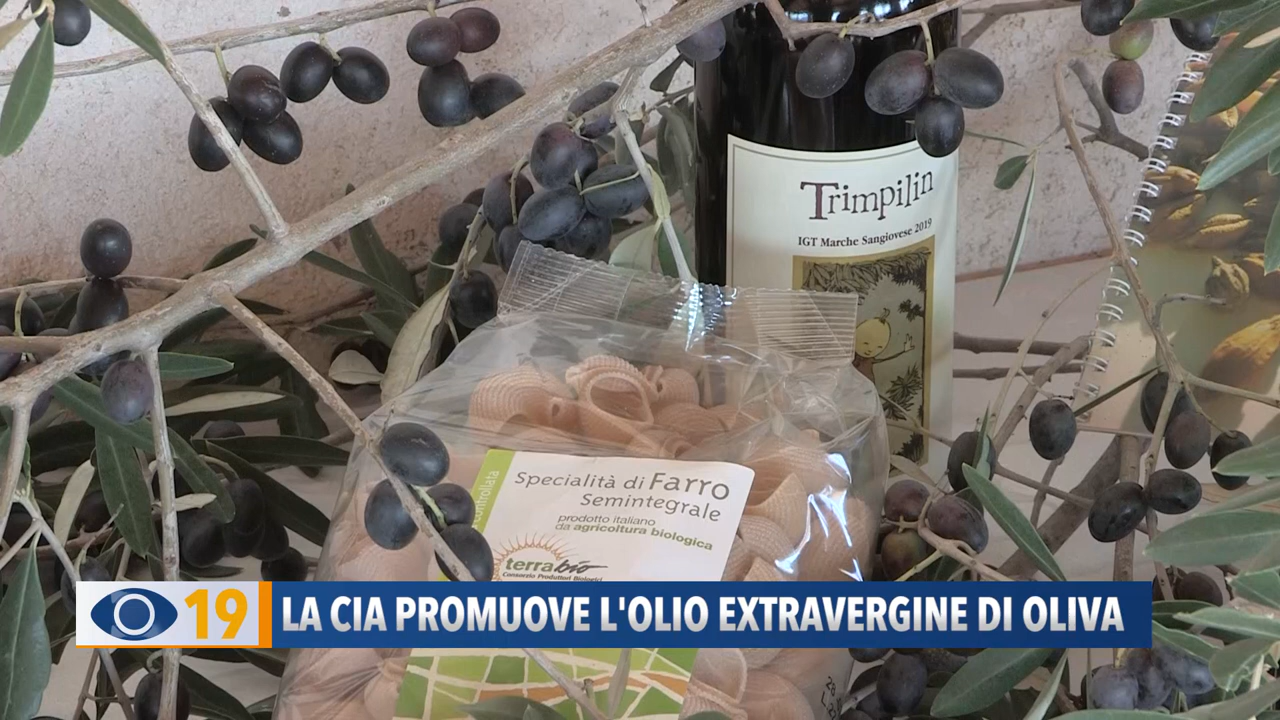 Trimpilin
IGT Marche Sangiovese 2019
controllata
Specialità di Farro
Semintegrale
prodotto italiano
da agricoltura biologica
terrabio
Consorzio Produttori Biologici
19 LA CIA PROMUOVE L'OLIO EXTRAVERGINE DI OLIVA